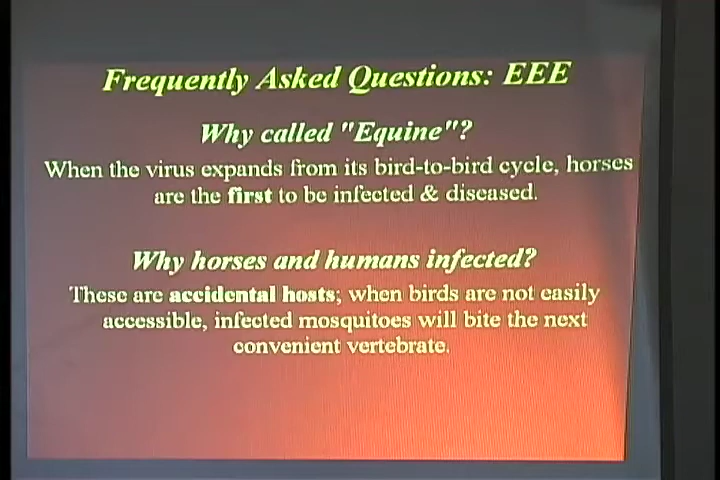 Frequently Asked Questions: EEE
Why called "Equine"?
When the virus expands from its bird-to-bird cycle, horses
are the first to be infected & diseased.
Why horses and humans infected?
These are accidental hosts; when birds are not easily
accessible, infected mosquitoes will bite the next
convenient vertebrate.